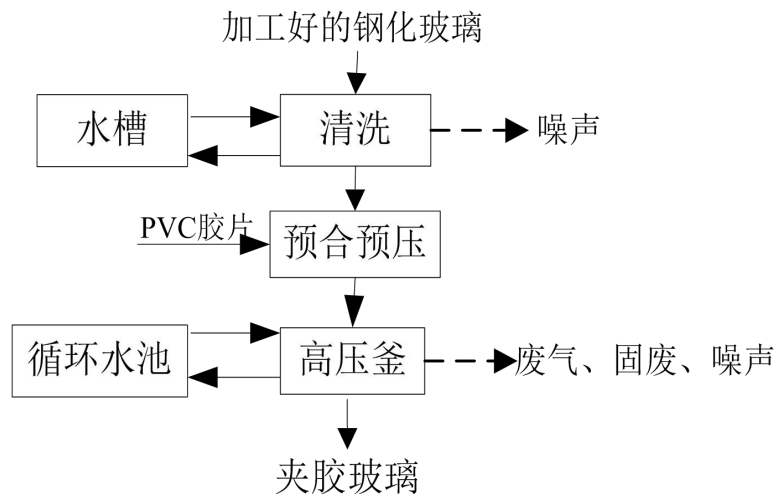 加工好的钢化玻璃
水槽
清洗
噪声
PVC胶片
预合预压
循环水池
高压釜
废气、固废、噪声
夹胶玻璃